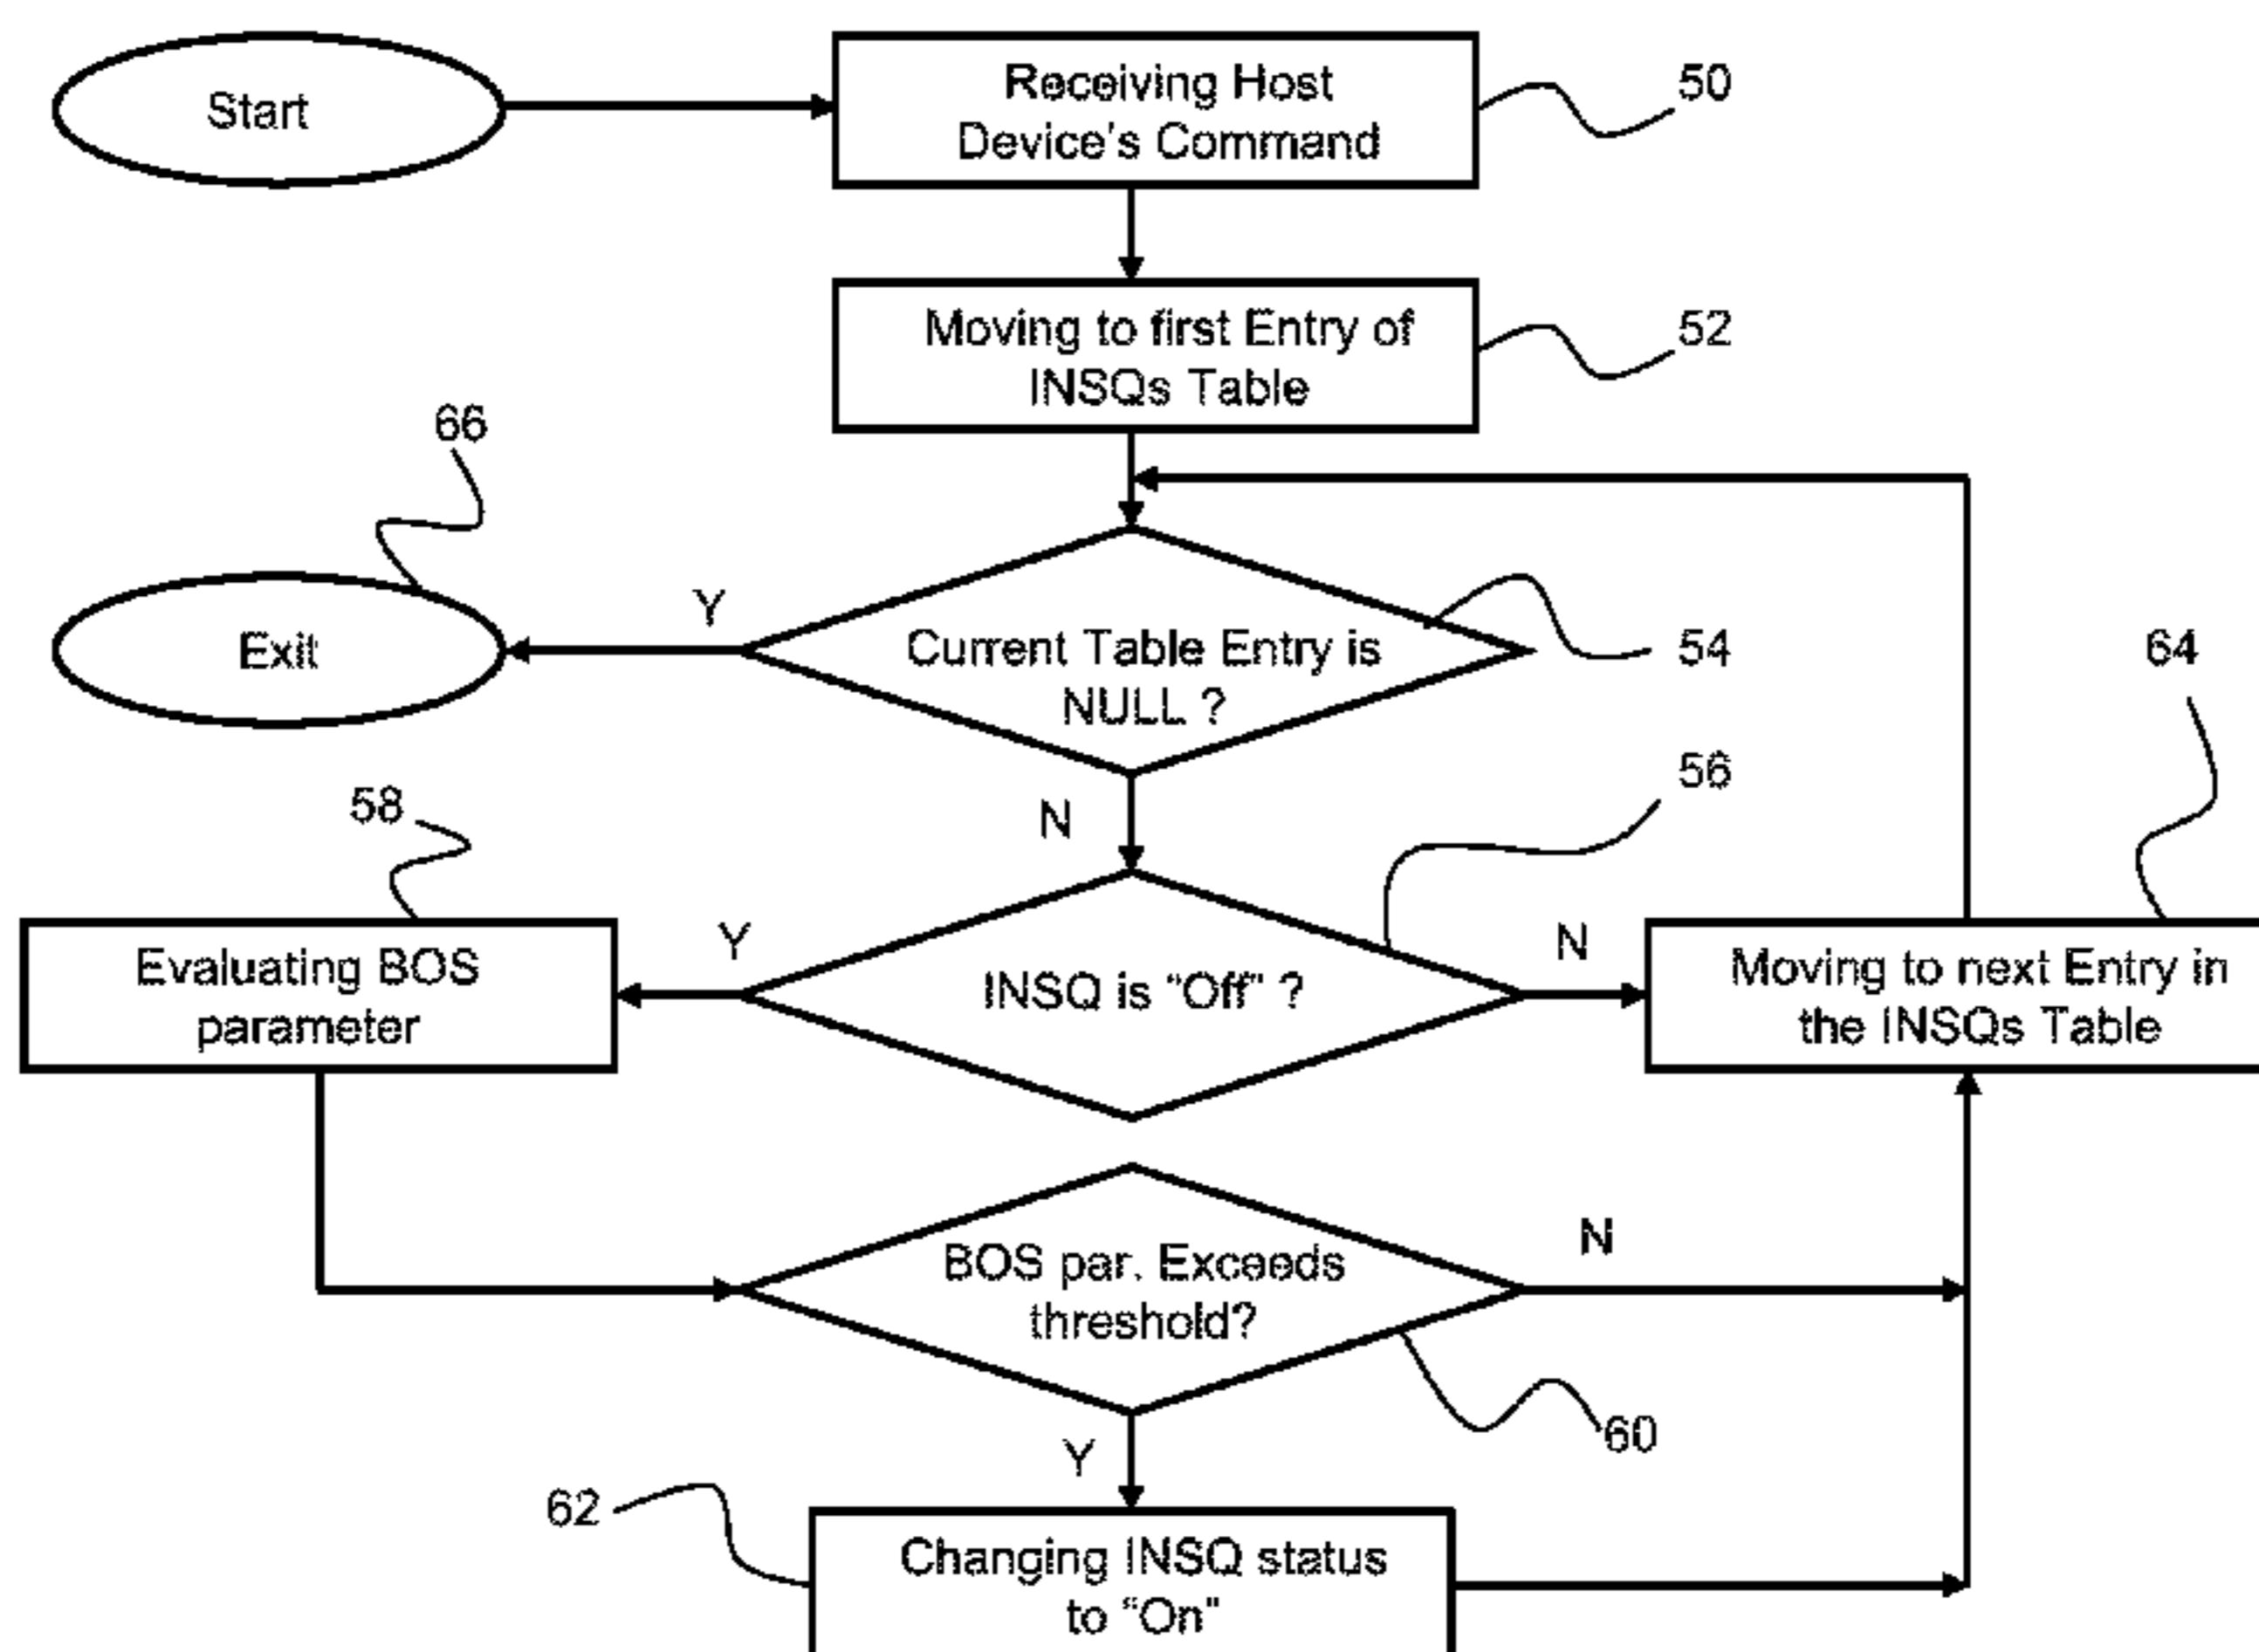 Start
Receiving Host
Device's Command
50
Moving to first Entry of
INSQs Table
52
66
Exit
Y
Current Table Entry is
NULL ?
54
64
N
56
58
Evaluating BOS
parameter
Y
INSQ is “Off” ?
N
Moving to next Entry in
the INSQs Table
BOS par. Exceeds
threshold?
N
60
Y
62
Changing INSQ status
to “On”